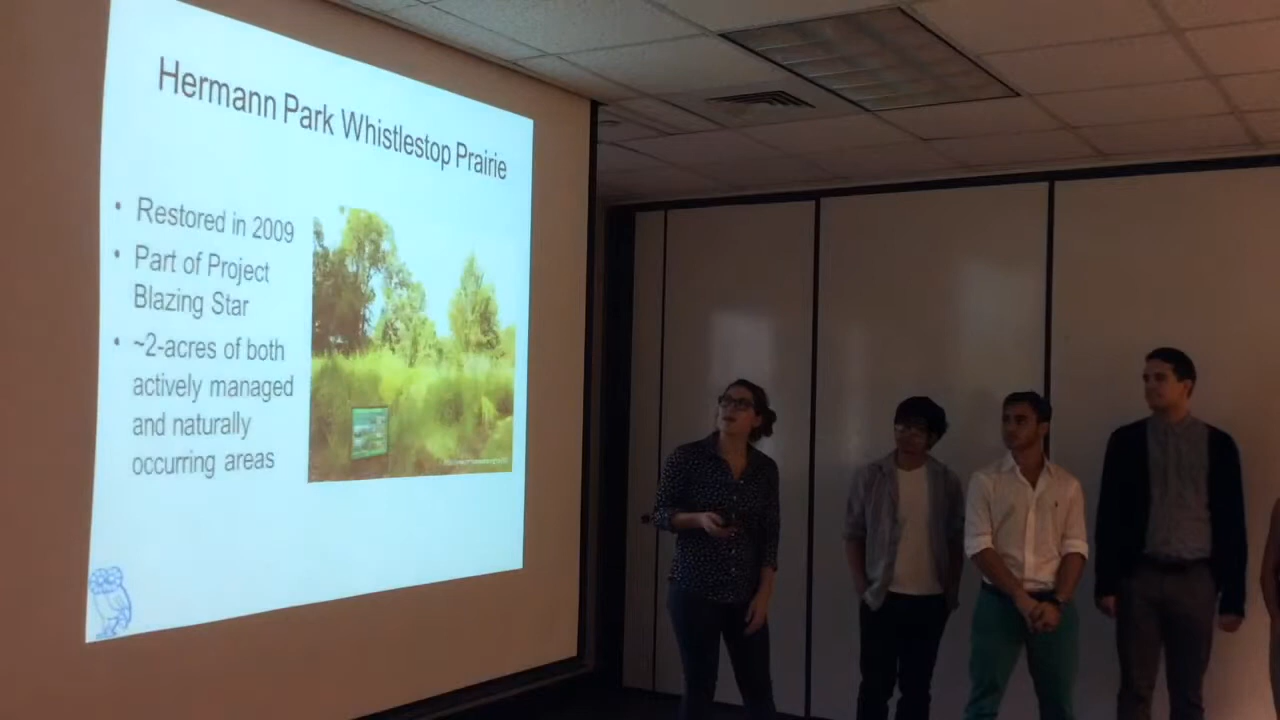 Hermann Park Whistlestop Prairie
• Restored in 2009
• Part of Project
Blazing Star
• ~2-acres of both
actively managed
and naturally
occurring areas